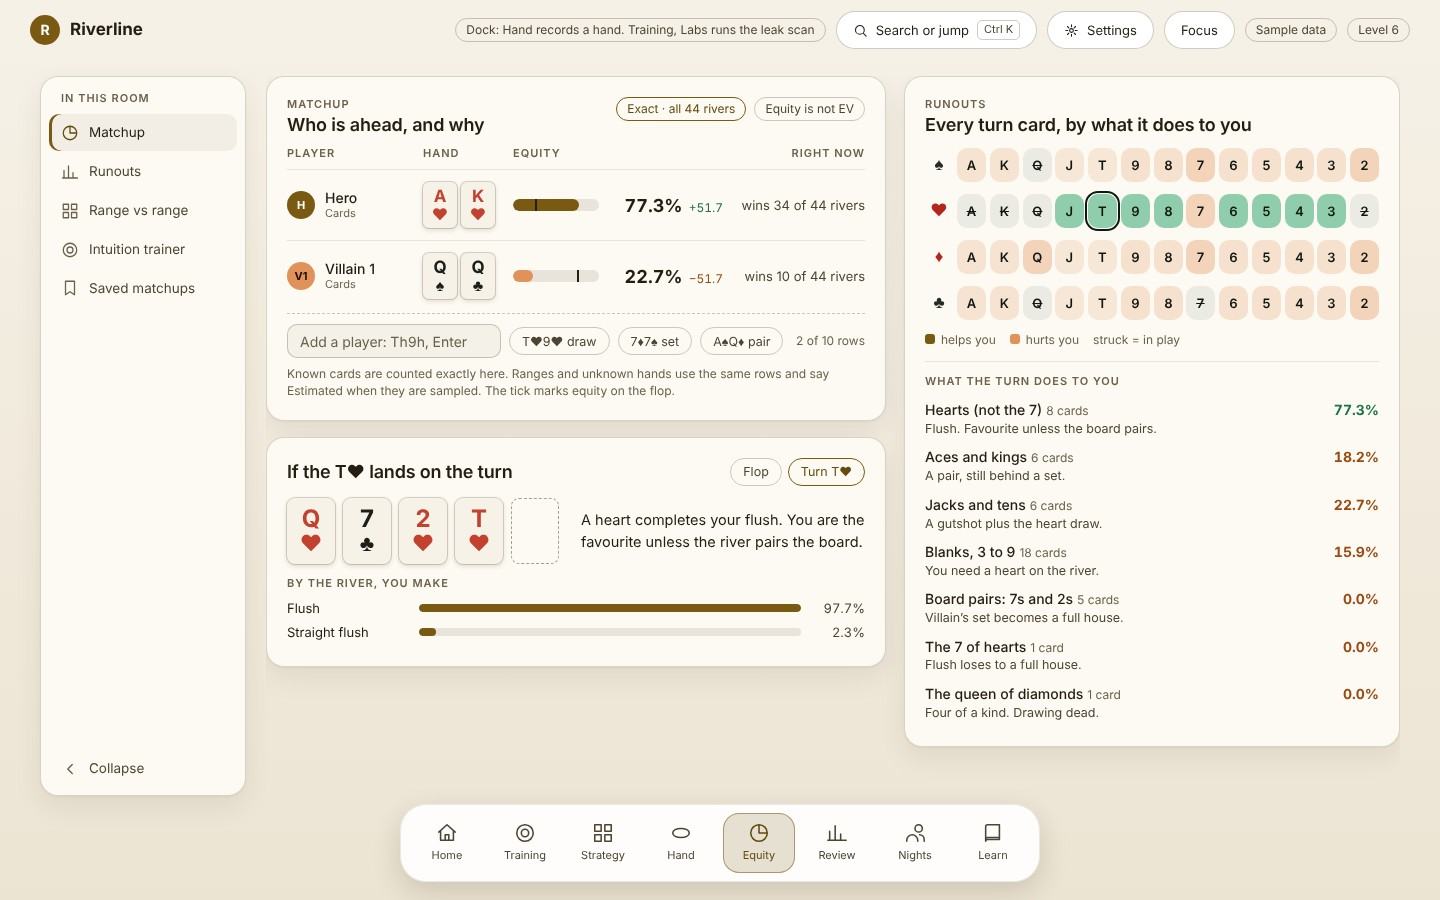 R Riverline
Dock: Hand records a hand. Training, Labs runs the leak scan
Search or jump Ctrl K
Settings
Focus
Sample data
Level 6
IN THIS ROOM
Matchup
Runouts
Range vs range
Intuition trainer
Saved matchups
Collapse
MATCHUP
Who is ahead, and why
Exact · all 44 rivers
Equity is not EV
PLAYER HAND EQUITY RIGHT NOW
H Hero A♥ K♥ 77.3% +51.7 wins 34 of 44 rivers
Cards
V1 Villain 1 Q♠ Q♣ 22.7% −51.7 wins 10 of 44 rivers
Cards
Add a player: Th9h, Enter T♥9♥ draw 7♦7♠ set A♠Q♦ pair 2 of 10 rows
Known cards are counted exactly here. Ranges and unknown hands use the same rows and say
Estimated when they are sampled. The tick marks equity on the flop.
If the T♥ lands on the turn
Flop
Turn T♥
Q♥ 7♣ 2♥ T♥
A heart completes your flush. You are the
favourite unless the river pairs the board.
BY THE RIVER, YOU MAKE
Flush 97.7%
Straight flush 2.3%
RUNOUTS
Every turn card, by what it does to you
♠ A K Q J T 9 8 7 6 5 4 3 2
♥ A K Q J T 9 8 7 6 5 4 3 2
♦ A K Q J T 9 8 7 6 5 4 3 2
♣ A K Q J T 9 8 7 6 5 4 3 2
helps you hurts you struck = in play
WHAT THE TURN DOES TO YOU
Hearts (not the 7) 8 cards 77.3%
Flush. Favourite unless the board pairs.
Aces and kings 6 cards 18.2%
A pair, still behind a set.
Jacks and tens 6 cards 22.7%
A gutshot plus the heart draw.
Blanks, 3 to 9 18 cards 15.9%
You need a heart on the river.
Board pairs: 7s and 2s 5 cards 0.0%
Villain’s set becomes a full house.
The 7 of hearts 1 card 0.0%
Flush loses to a full house.
The queen of diamonds 1 card 0.0%
Four of a kind. Drawing dead.
Home
Training
Strategy
Hand
Equity
Review
Nights
Learn